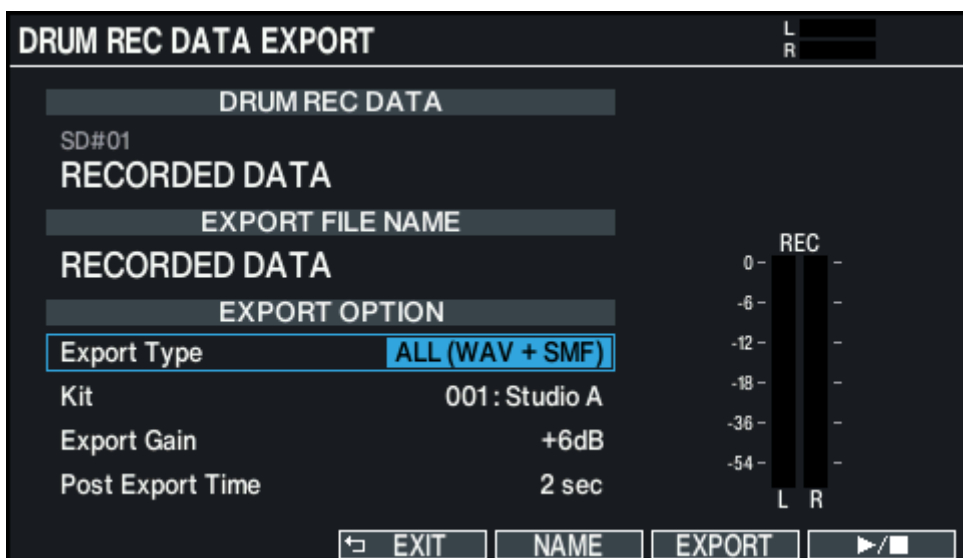 DRUM REC DATA EXPORT
L
R
DRUM REC DATA
SD#01
RECORDED DATA
EXPORT FILE NAME
RECORDED DATA
EXPORT OPTION
Export Type ALL (WAV + SMF)
Kit 001 : Studio A
Export Gain +6dB
Post Export Time 2 sec
REC
0 – –
-6 – –
-12 – –
-18 – –
-36 – –
-54 – –
L R
EXIT NAME EXPORT ▶/■